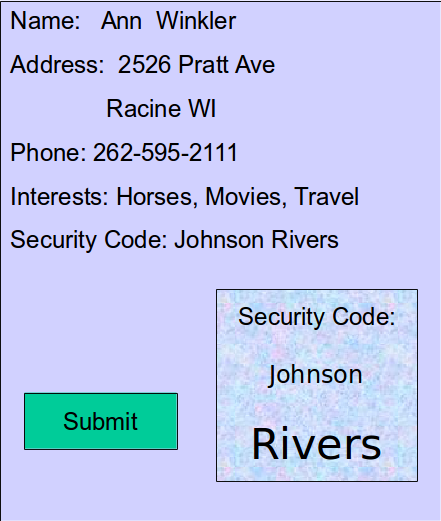 Name: Ann Winkler
Address: 2526 Pratt Ave
Racine WI
Phone: 262-595-2111
Interests: Horses, Movies, Travel
Security Code: Johnson Rivers
Security Code:
Johnson
Rivers
Submit